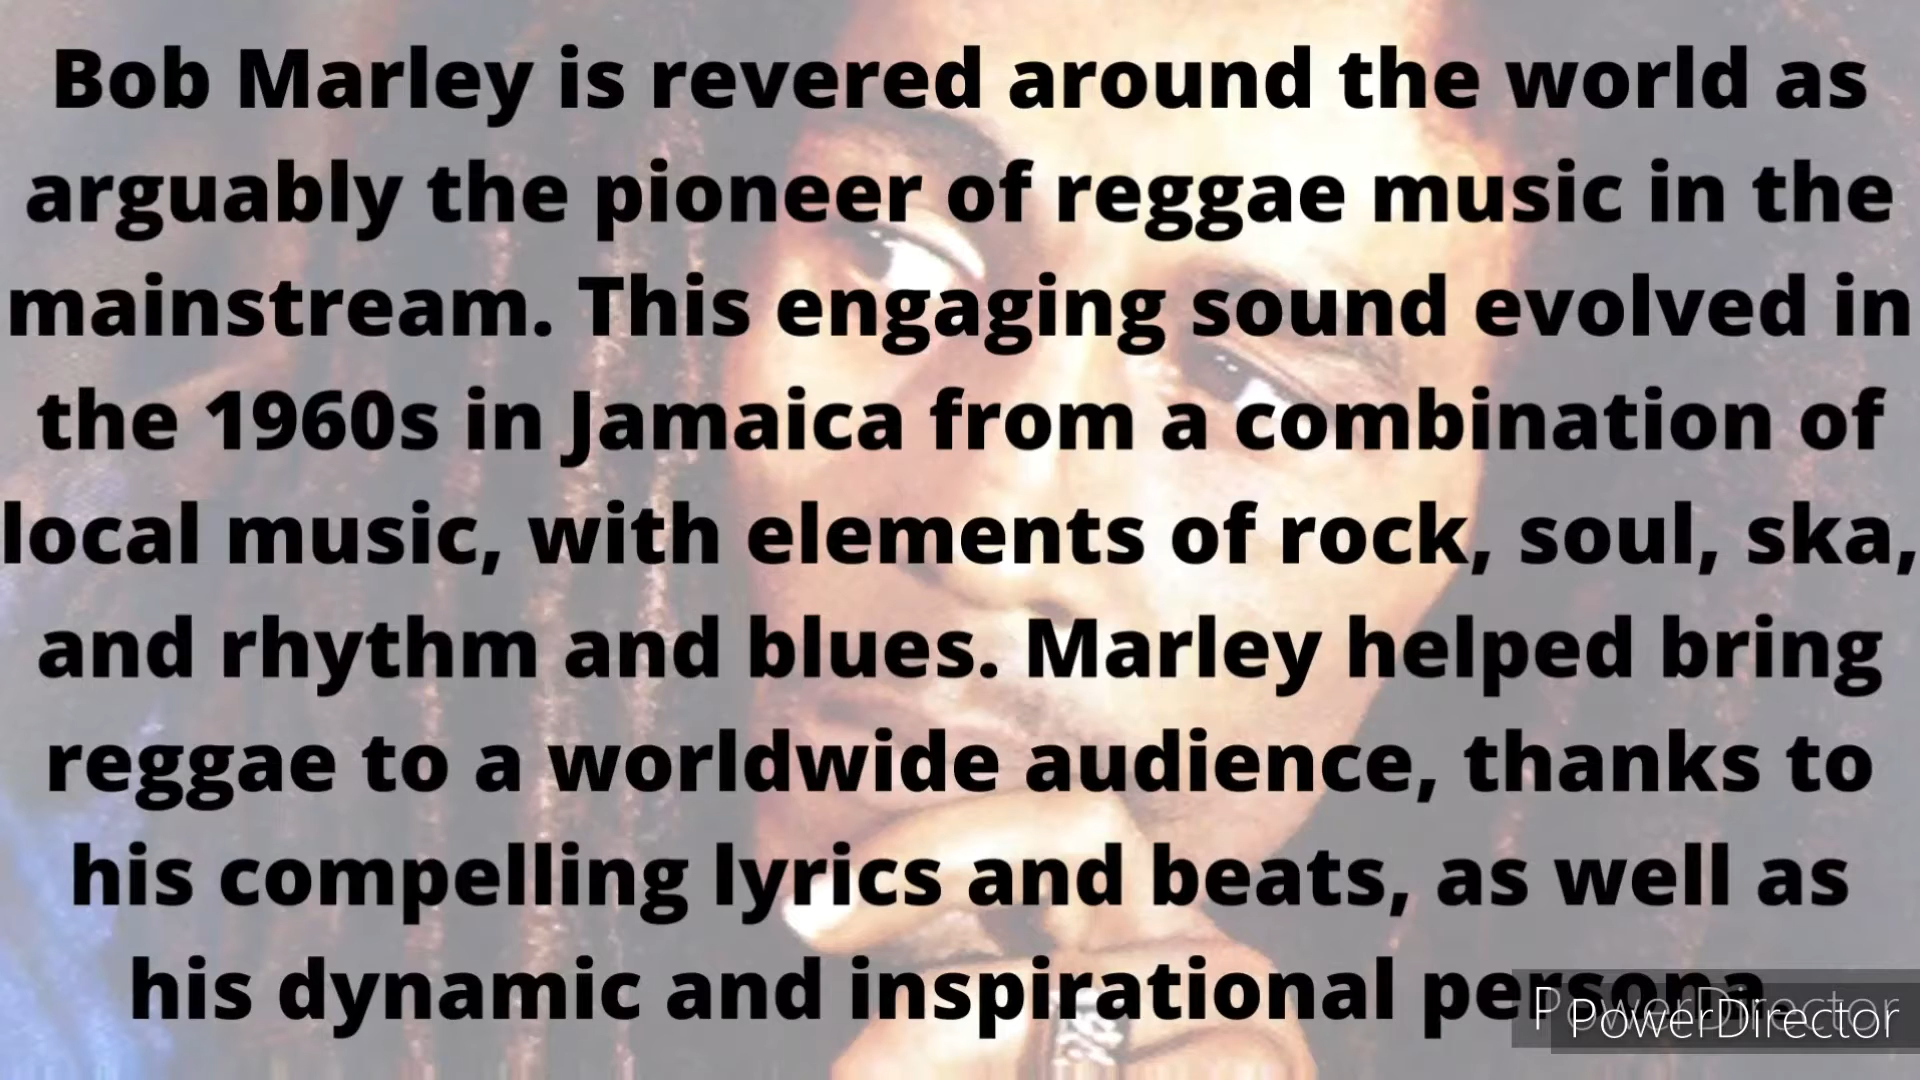 Bob Marley is revered around the world as
arguably the pioneer of reggae music in the
mainstream. This engaging sound evolved in
the 1960s in Jamaica from a combination of
local music, with elements of rock, soul, ska,
and rhythm and blues. Marley helped bring
reggae to a worldwide audience, thanks to
his compelling lyrics and beats, as well as
his dynamic and inspirational persona.
PowerDirector
PowerDirector